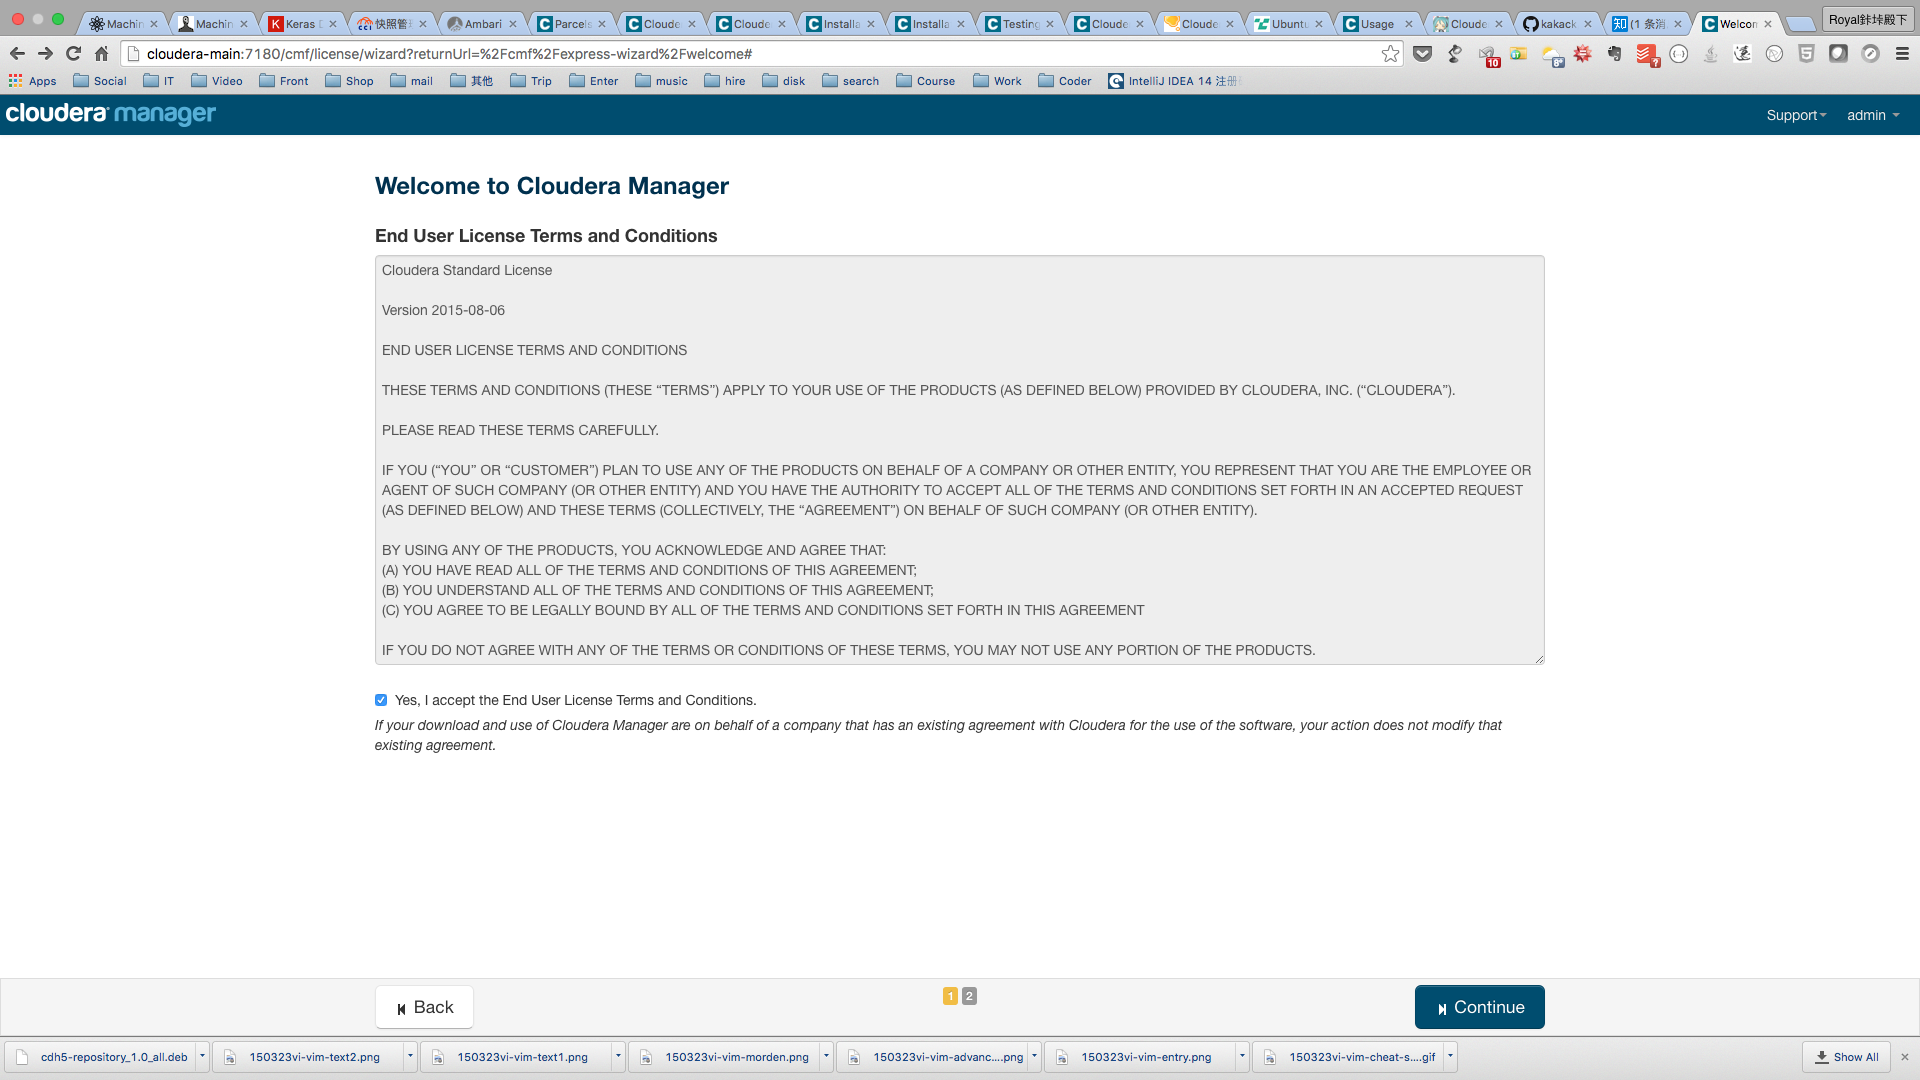 Machin
Machin
Keras
快照管
Ambari
Parcels
Cloude
Cloude
Installa
Installa
Testing
Cloude
Cloude
Ubuntu
Usage
Cloude
kakack
(1 条消
Welcon
Royal
殿下
cloudera-main:7180/cmf/license/wizard?returnUrl=%2Fcmf%2Fexpress-wizard%2Fwelcome#
10
6°
?
Apps Social IT Video Front Shop mail 其他 Trip Enter music hire disk search Course Work Coder IntelliJ IDEA 14 注册
cloudera manager
Support admin
Welcome to Cloudera Manager
End User License Terms and Conditions
Cloudera Standard License
Version 2015-08-06
END USER LICENSE TERMS AND CONDITIONS
THESE TERMS AND CONDITIONS (THESE “TERMS”) APPLY TO YOUR USE OF THE PRODUCTS (AS DEFINED BELOW) PROVIDED BY CLOUDERA, INC. (“CLOUDERA”).
PLEASE READ THESE TERMS CAREFULLY.
IF YOU (“YOU” OR “CUSTOMER”) PLAN TO USE ANY OF THE PRODUCTS ON BEHALF OF A COMPANY OR OTHER ENTITY, YOU REPRESENT THAT YOU ARE THE EMPLOYEE OR
AGENT OF SUCH COMPANY (OR OTHER ENTITY) AND YOU HAVE THE AUTHORITY TO ACCEPT ALL OF THE TERMS AND CONDITIONS SET FORTH IN AN ACCEPTED REQUEST
(AS DEFINED BELOW) AND THESE TERMS (COLLECTIVELY, THE “AGREEMENT”) ON BEHALF OF SUCH COMPANY (OR OTHER ENTITY).
BY USING ANY OF THE PRODUCTS, YOU ACKNOWLEDGE AND AGREE THAT:
(A) YOU HAVE READ ALL OF THE TERMS AND CONDITIONS OF THIS AGREEMENT;
(B) YOU UNDERSTAND ALL OF THE TERMS AND CONDITIONS OF THIS AGREEMENT;
(C) YOU AGREE TO BE LEGALLY BOUND BY ALL OF THE TERMS AND CONDITIONS SET FORTH IN THIS AGREEMENT
IF YOU DO NOT AGREE WITH ANY OF THE TERMS OR CONDITIONS OF THESE TERMS, YOU MAY NOT USE ANY PORTION OF THE PRODUCTS.
Yes, I accept the End User License Terms and Conditions.
If your download and use of Cloudera Manager are on behalf of a company that has an existing agreement with Cloudera for the use of the software, your action does not modify that
existing agreement.
Back
1 2
Continue
cdh5-repository_1.0_all.deb
150323vi-vim-text2.png
150323vi-vim-text1.png
150323vi-vim-morden.png
150323vi-vim-advanc....png
150323vi-vim-entry.png
150323vi-vim-cheat-s....gif
Show All